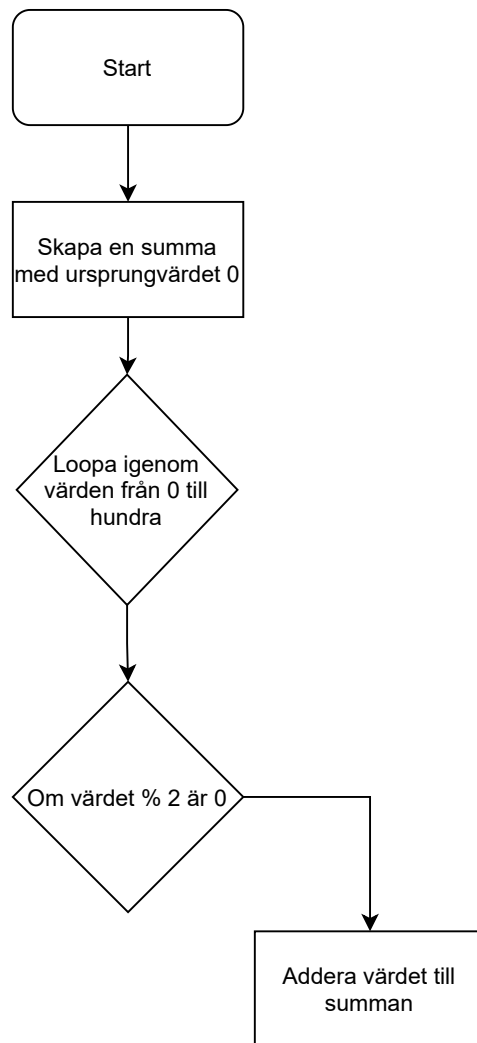 Start
Skapa en summa
med ursprungvärdet 0
Loopa igenom
värden från 0 till
hundra
Om värdet % 2 är 0
Addera värdet till
summan